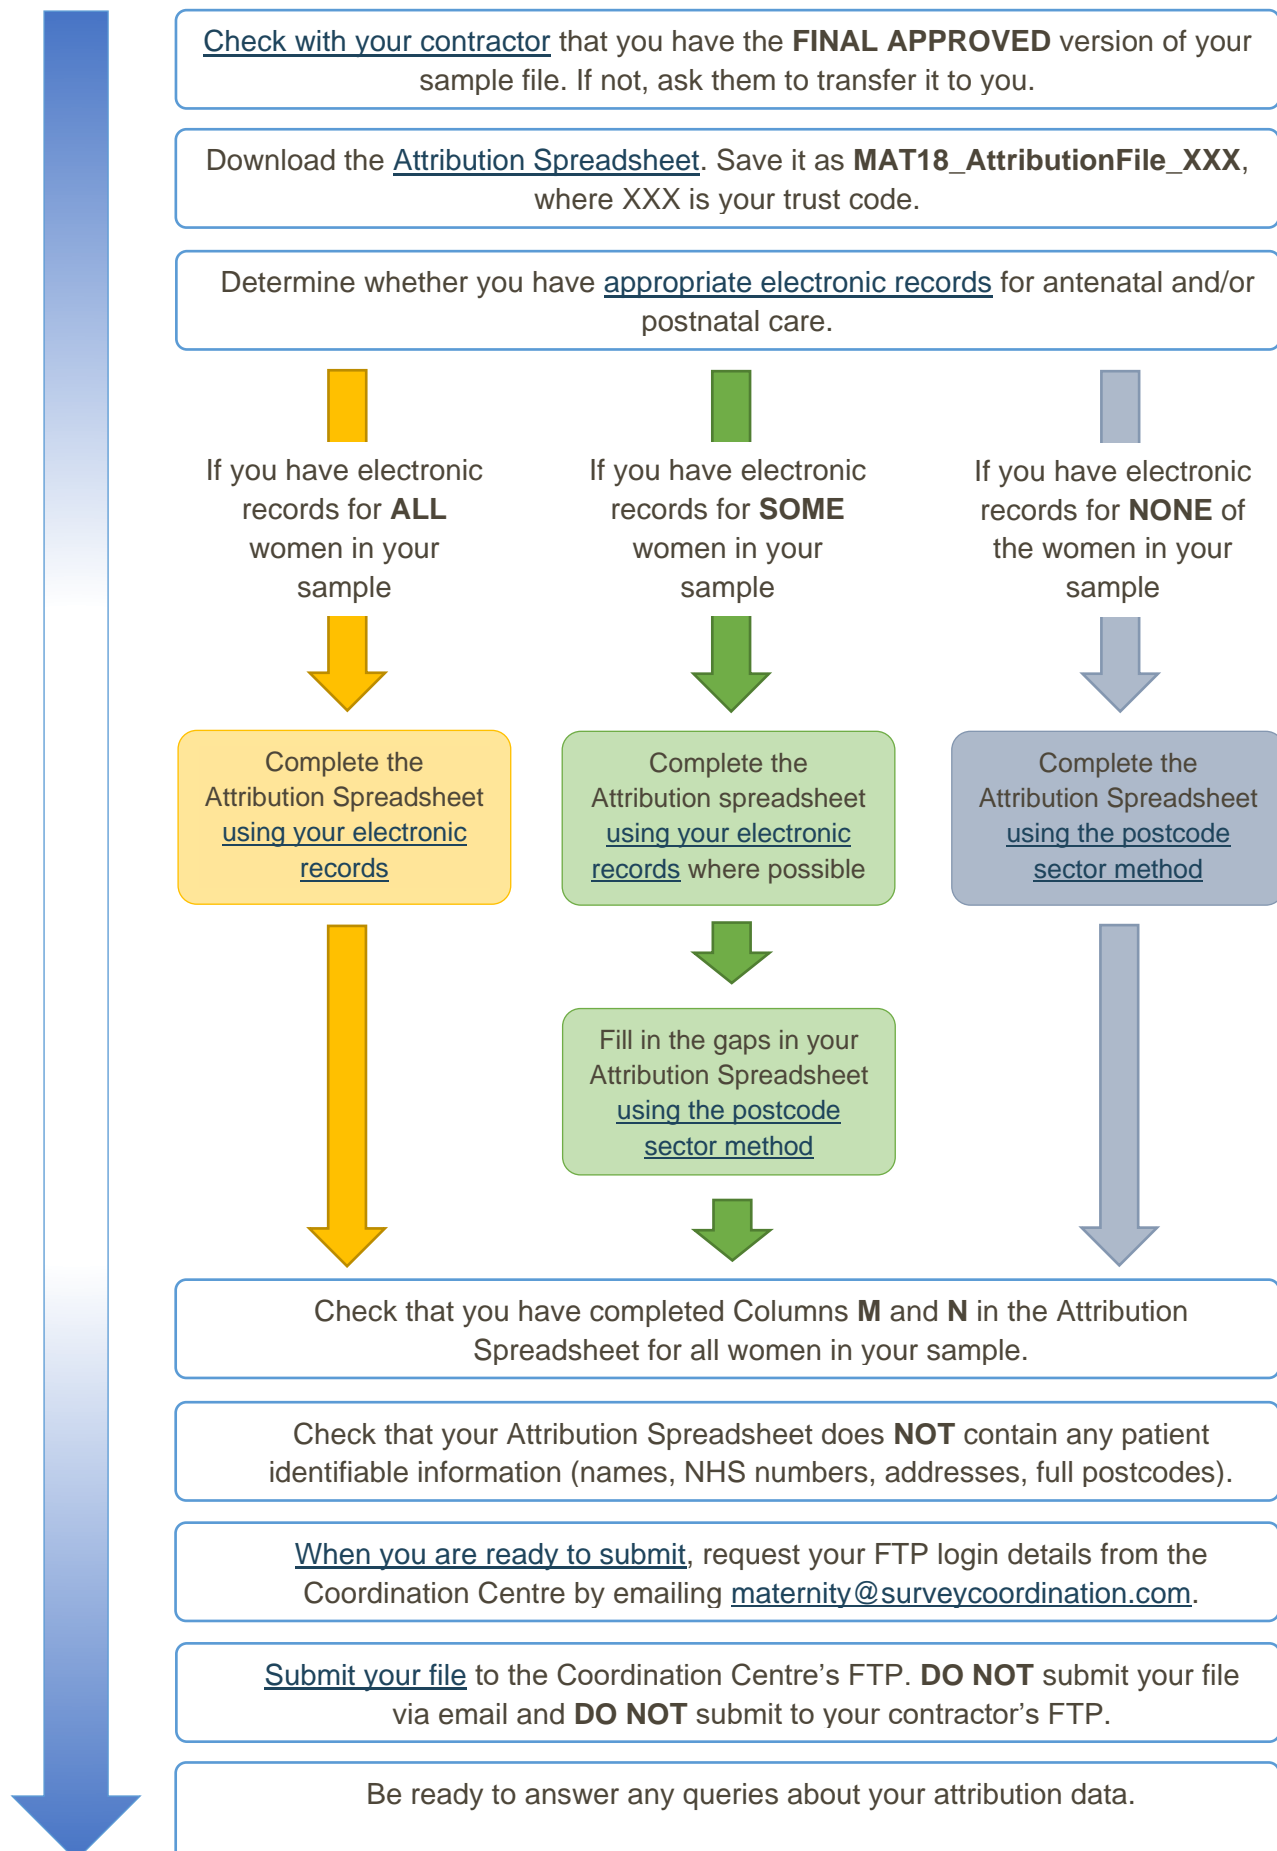 Check with your contractor that you have the FINAL APPROVED version of your
sample file. If not, ask them to transfer it to you.
Download the Attribution Spreadsheet. Save it as MAT18_AttributionFile_XXX,
where XXX is your trust code.
Determine whether you have appropriate electronic records for antenatal and/or
postnatal care.
If you have electronic
records for ALL
women in your
sample
If you have electronic
records for SOME
women in your
sample
If you have electronic
records for NONE of
the women in your
sample
Complete the
Attribution Spreadsheet
using your electronic
records
Complete the
Attribution spreadsheet
using your electronic
records where possible
Complete the
Attribution Spreadsheet
using the postcode
sector method
Fill in the gaps in your
Attribution Spreadsheet
using the postcode
sector method
Check that you have completed Columns M and N in the Attribution
Spreadsheet for all women in your sample.
Check that your Attribution Spreadsheet does NOT contain any patient
identifiable information (names, NHS numbers, addresses, full postcodes).
When you are ready to submit, request your FTP login details from the
Coordination Centre by emailing maternity@surveycoordination.com.
Submit your file to the Coordination Centre’s FTP. DO NOT submit your file
via email and DO NOT submit to your contractor’s FTP.
Be ready to answer any queries about your attribution data.